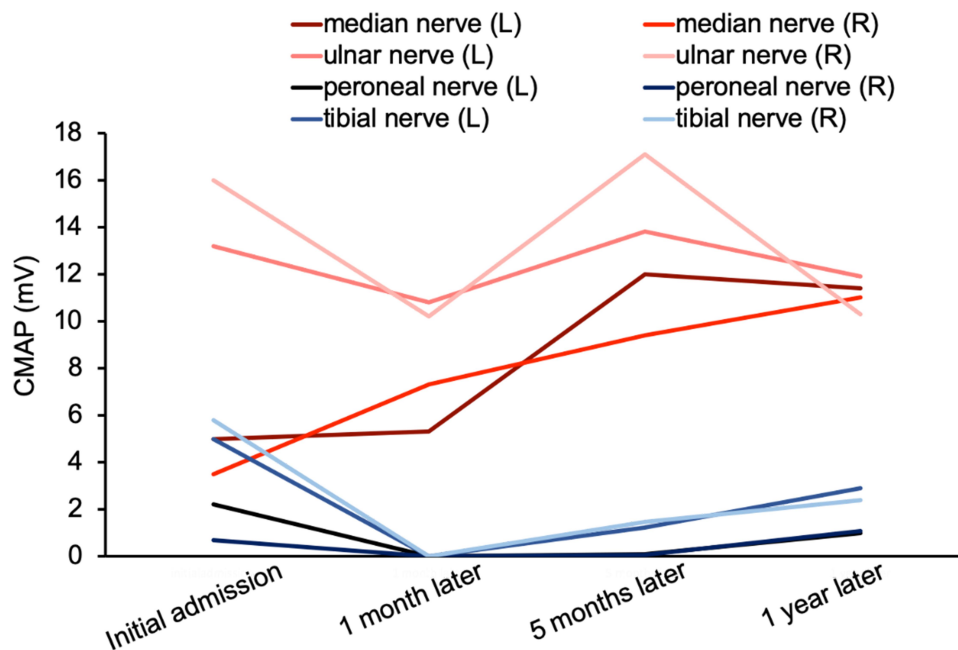 median nerve (L) median nerve (R)
ulnar nerve (L) ulnar nerve (R)
peroneal nerve (L) peroneal nerve (R)
tibial nerve (L) tibial nerve (R)
18
16
14
12
10
8
6
4
2
0
CMAP (mV)
Initial admission
1 month later
5 months later
1 year later